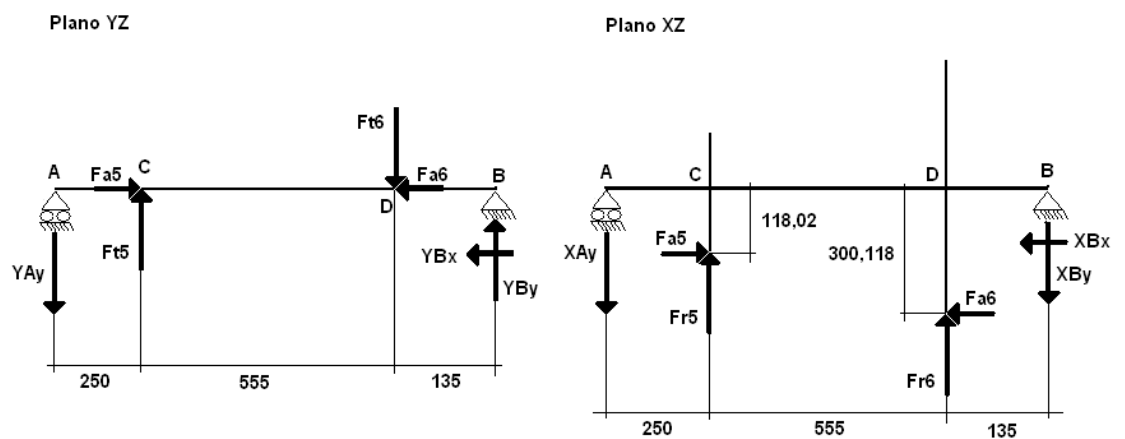 Plano YZ
Ft6
A
Fa5
C
Fa6
B
D
YAy
Ft5
YBx
YBy
250
555
135
Plano XZ
A
C
D
B
118,02
XAy
Fa5
300,118
XBx
XBy
Fr5
Fa6
Fr6
250
555
135